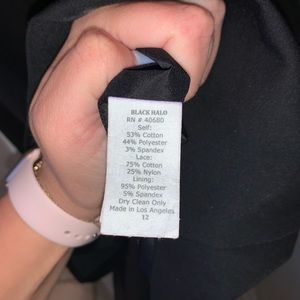 BLACK HALO
RN # 40680
Self:
53% Cotton
44% Polyester
3% Spandex
Lace:
75% Cotton
25% Nylon
Lining:
95% Polyester
5% Spandex
Dry Clean Only
Made in Los Angeles
12